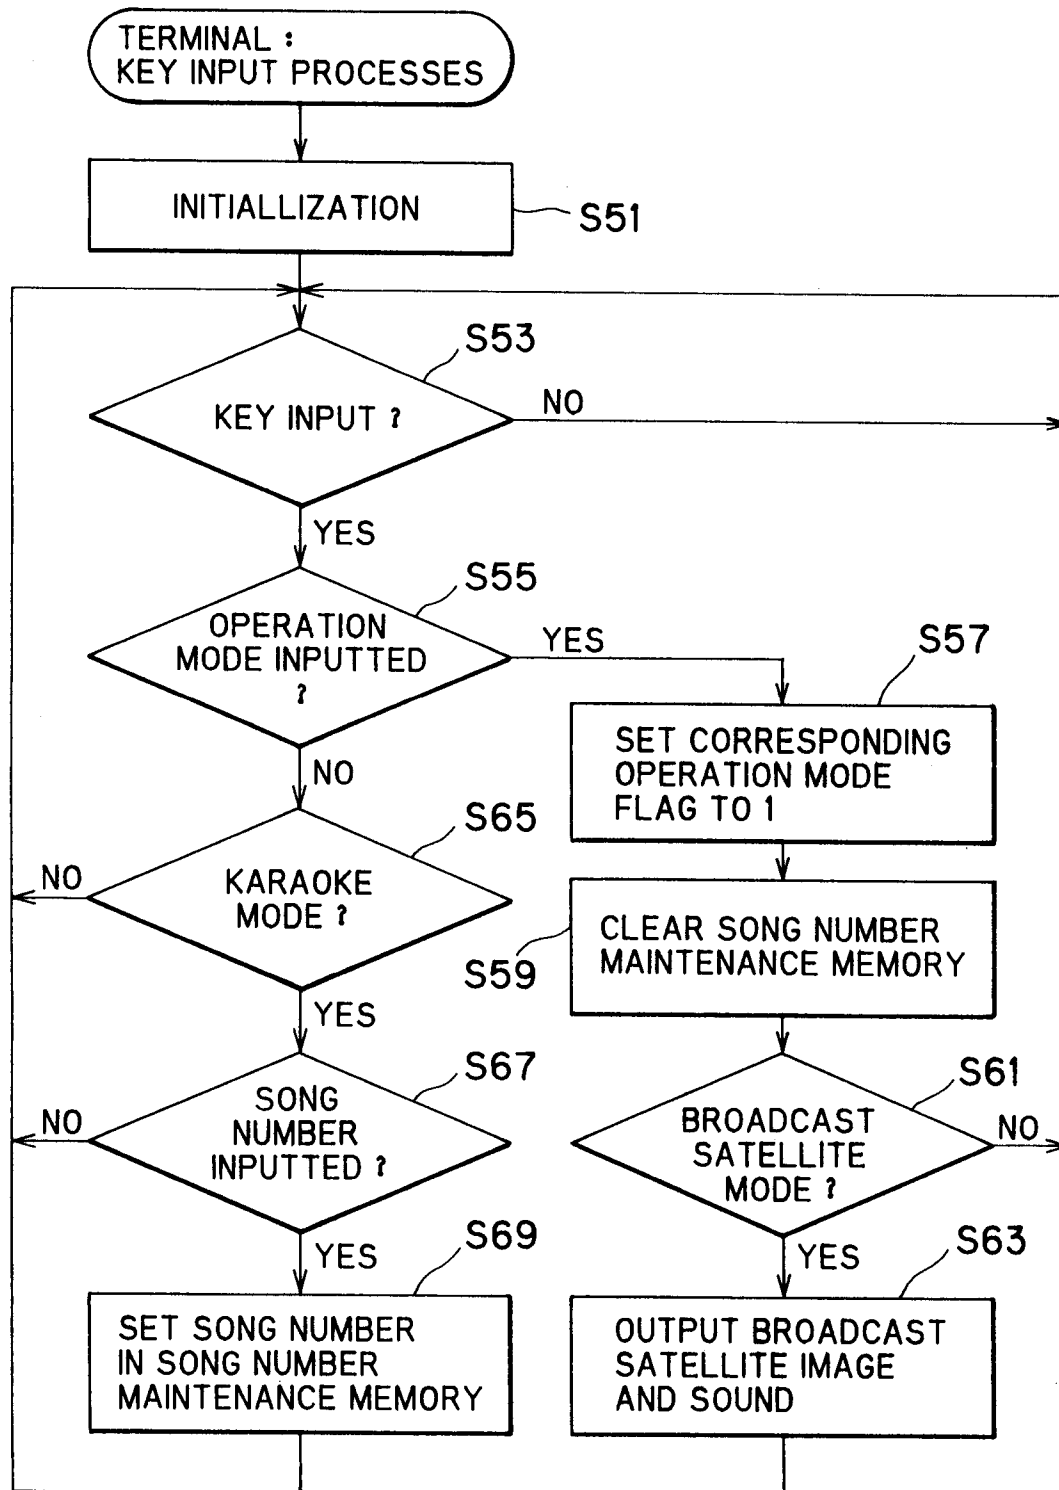 TERMINAL :
KEY INPUT PROCESSES
INITIALLIZATION
S51
S53
KEY INPUT ?
NO
YES
S55
OPERATION
MODE INPUTTED
?
YES
NO
S57
SET CORRESPONDING
OPERATION MODE
FLAG TO 1
S65
KARAOKE
MODE ?
NO
YES
S59
CLEAR SONG NUMBER
MAINTENANCE MEMORY
S67
SONG
NUMBER
INPUTTED ?
NO
YES
S61
BROADCAST
SATELLITE
MODE ?
NO
YES
S69
SET SONG NUMBER
IN SONG NUMBER
MAINTENANCE MEMORY
S63
OUTPUT BROADCAST
SATELLITE IMAGE
AND SOUND